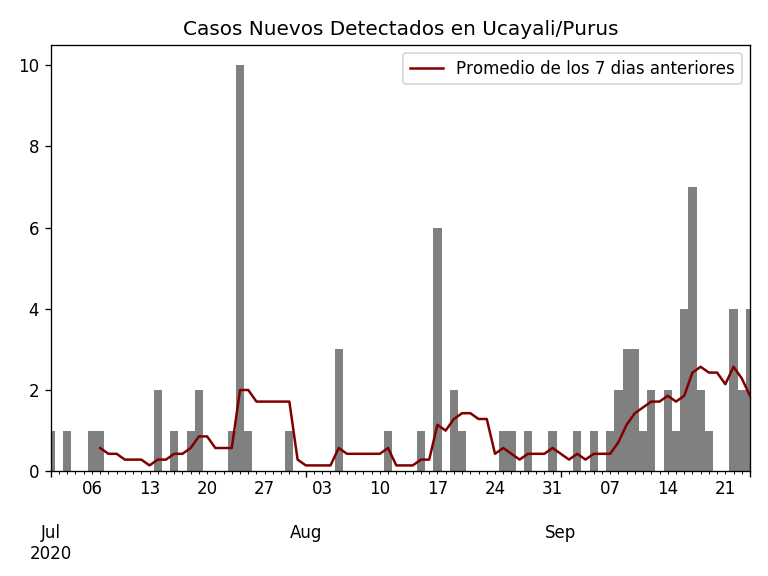 Casos Nuevos Detectados en Ucayali/Purus
Promedio de los 7 dias anteriores
10
8
6
4
2
0
06 13 20 27 03 10 17 24 31 07 14 21
Jul Aug Sep
2020